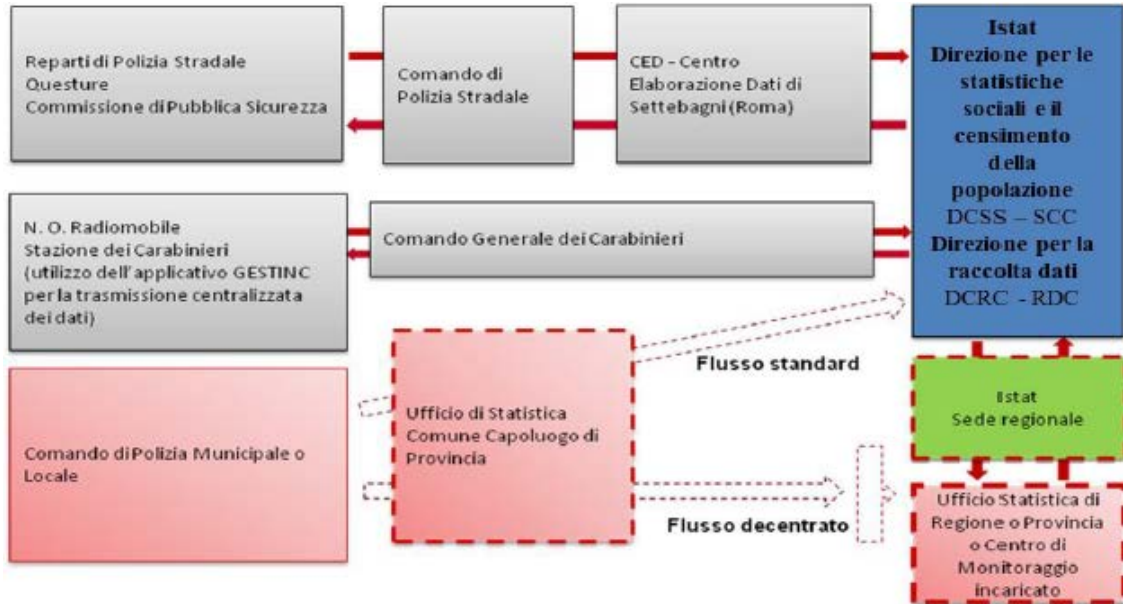 Reparti di Polizia Stradale
Questure
Commissione di Pubblica Sicurezza
Comando di
Polizia Stradale
CED - Centro
Elaborazione Dati di
Settebagni (Roma)
Istat
Direzione per le
statistiche
sociali e il
censimento
della
popolazione
DCSS – SCC
Direzione per la
raccolta dati
DCRC - RDC
N. O. Radiomobile
Stazione dei Carabinieri
(utilizzo dell'applicativo GESTINC
per la trasmissione centralizzata
dei dati)
Comando Generale dei Carabinieri
Flusso standard
Comando di Polizia Municipale o
Locale
Ufficio di Statistica
Comune Capoluogo di
Provincia
Flusso decentrato
Istat
Sede regionale
Ufficio Statistica di
Regione o Provincia
o Centro di
Monitoraggio
incaricato